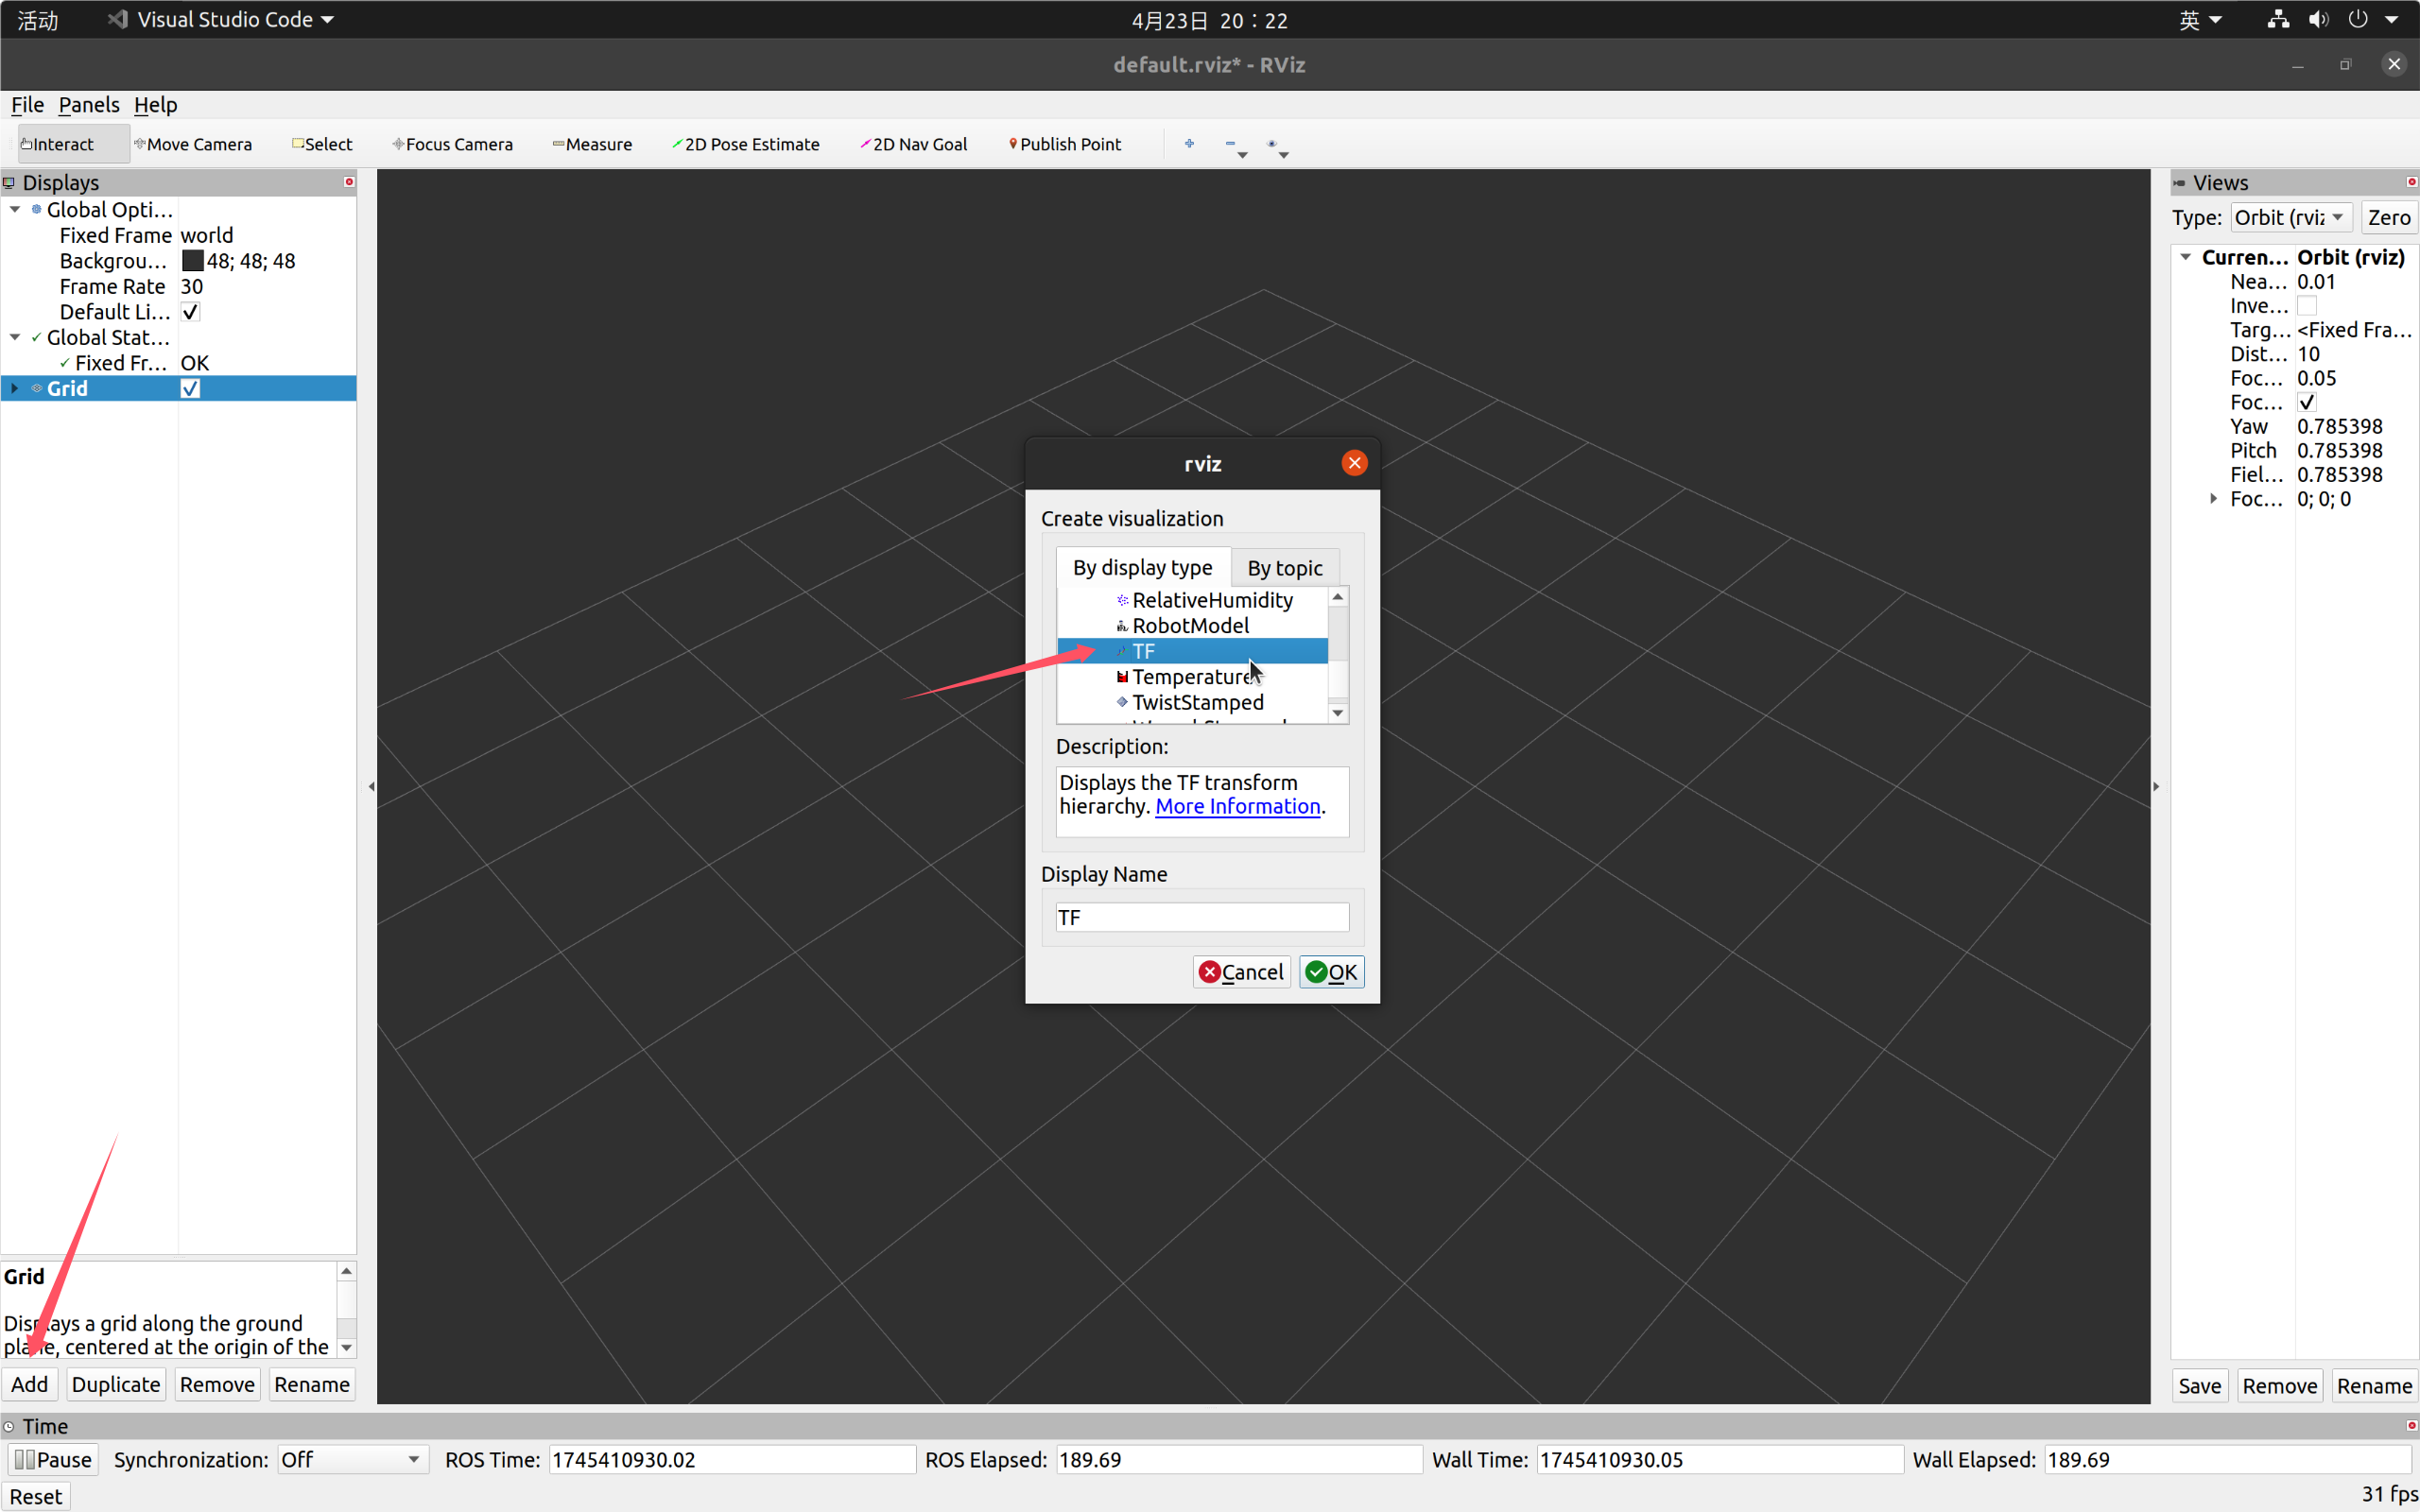 活动 Visual Studio Code 4月23日 20：22 英
default.rviz* - RViz
File Panels Help
Interact Move Camera Select Focus Camera Measure 2D Pose Estimate 2D Nav Goal Publish Point
Displays
Global Opti...
Fixed Frame world
Backgrou... 48; 48; 48
Frame Rate 30
Default Li...
Global Stat...
Fixed Fr... OK
Grid
Grid
Displays a grid along the ground
plane, centered at the origin of the
Add Duplicate Remove Rename
rviz
Create visualization
By display type By topic
RelativeHumidity
RobotModel
TF
Temperature
TwistStamped
Description:
Displays the TF transform
hierarchy. More Information.
Display Name
TF
Cancel OK
Views
Type: Orbit (rviz Zero
Curren... Orbit (rviz)
Nea... 0.01
Inve...
Targ... <Fixed Fra...
Dist... 10
Foc... 0.05
Foc...
Yaw 0.785398
Pitch 0.785398
Fiel... 0.785398
Foc... 0; 0; 0
Save Remove Rename
Time
Pause Synchronization: Off ROS Time: 1745410930.02 ROS Elapsed: 189.69 Wall Time: 1745410930.05 Wall Elapsed: 189.69
Reset 31 fps